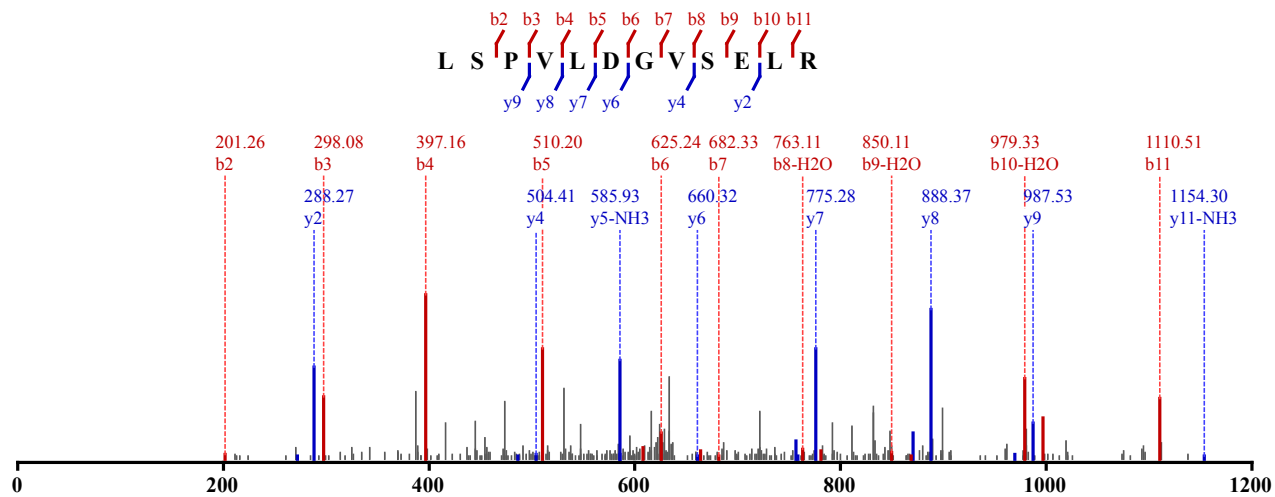 b2 b3 b4 b5 b6 b7 b8 b9 b10 b11
L S P V L D G V S E L R
y9 y8 y7 y6 y4 y2
201.26 298.08 397.16 510.20 625.24 682.33 763.11 850.11 979.33 1110.51
b2 b3 b4 b5 b6 b7 b8-H2O b9-H2O b10-H2O b11
288.27 504.41 585.93 660.32 775.28 888.37 987.53 1154.30
y2 y4 y5-NH3 y6 y7 y8 y9 y11-NH3
0 200 400 600 800 1000 1200